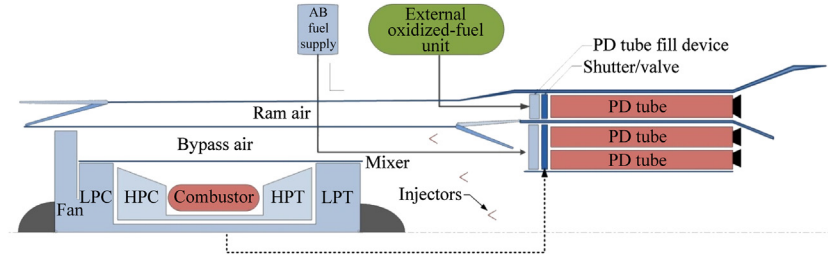 AB
fuel
supply
External
oxidized-fuel
unit
PD tube fill device
Shutter/valve
Ram air
PD tube
Bypass air
PD tube
PD tube
Mixer
Fan
LPC
HPC
Combustor
HPT
LPT
Injectors